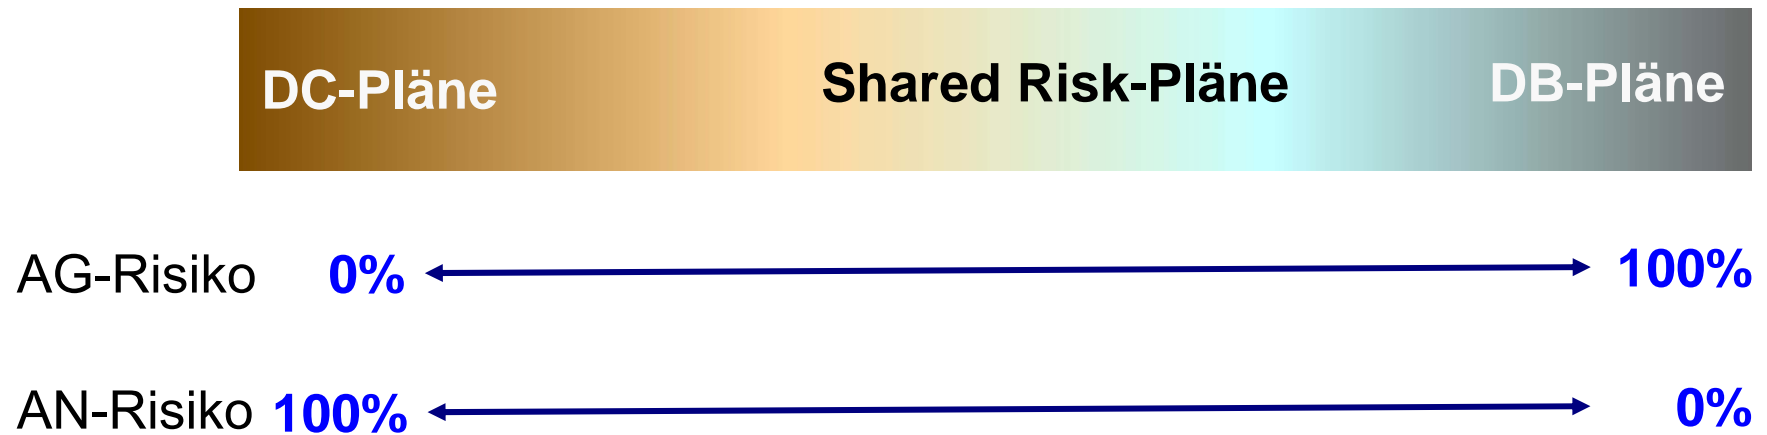 DC-Pläne Shared Risk-Pläne DB-Pläne
AG-Risiko 0% 100%
AN-Risiko 100% 0%